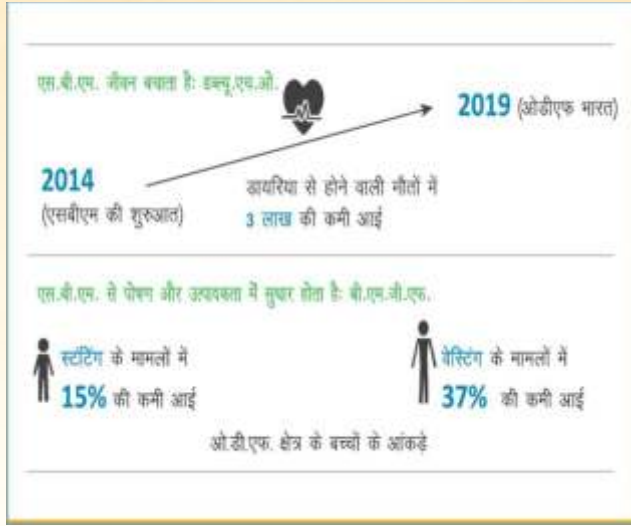 एस.बी.एम. जीवन बचाता है: डब्ल्यू.एच.ओ.
2019 (ओडीएफ भारत)
2014
(एसबीएम की शुरुआत)
डायरिया से होने वाली मौतों में
3 लाख की कमी आई
एस.बी.एम. से पोषण और उत्पादकता में सुधार होता है: बी.एम.जी.एफ.
स्टंटिंग के मामलों में
15% की कमी आई
वेस्टिंग के मामलों में
37% की कमी आई
ओ.डी.एफ. क्षेत्र के बच्चों के आंकड़े